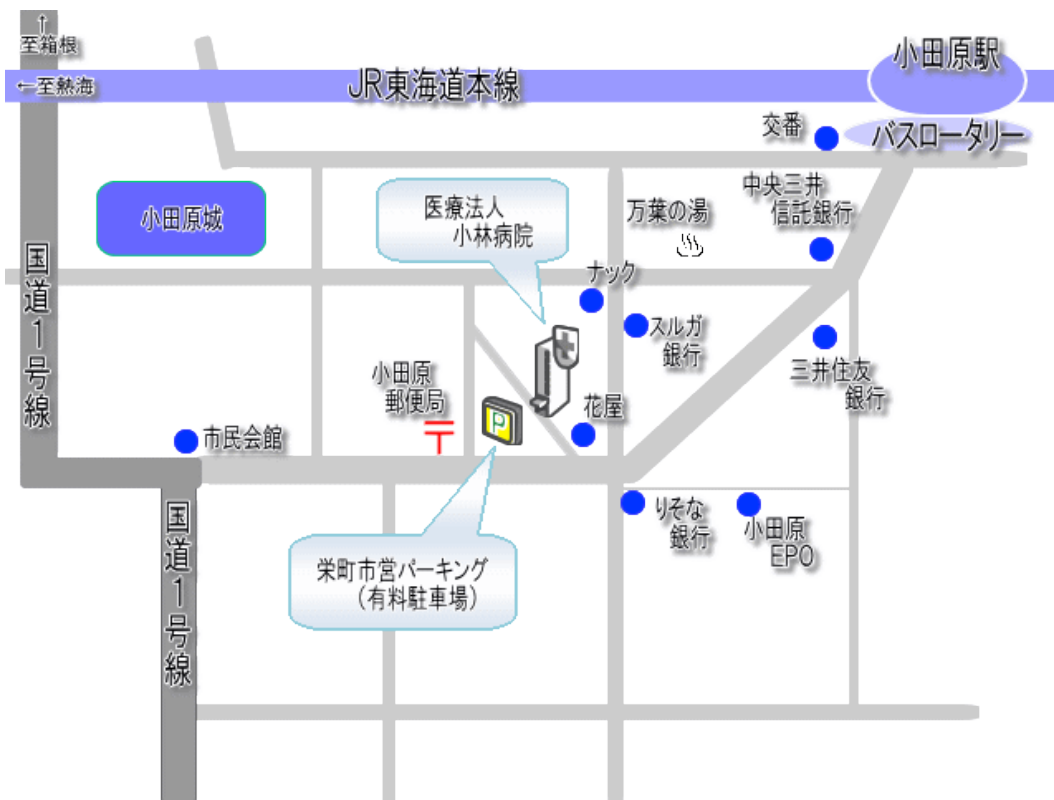 ↑
至箱根
←至熱海
JR東海道本線
小田原駅
交番
バスロータリー
小田原城
医療法人
小林病院
万葉の湯
中央三井
信託銀行
国道1号線
ナック
スルガ
銀行
三井住友
銀行
小田原
郵便局
〒
P
花屋
市民会館
国道1号線
りそな
銀行
小田原
EPO
栄町市営パーキング
（有料駐車場）